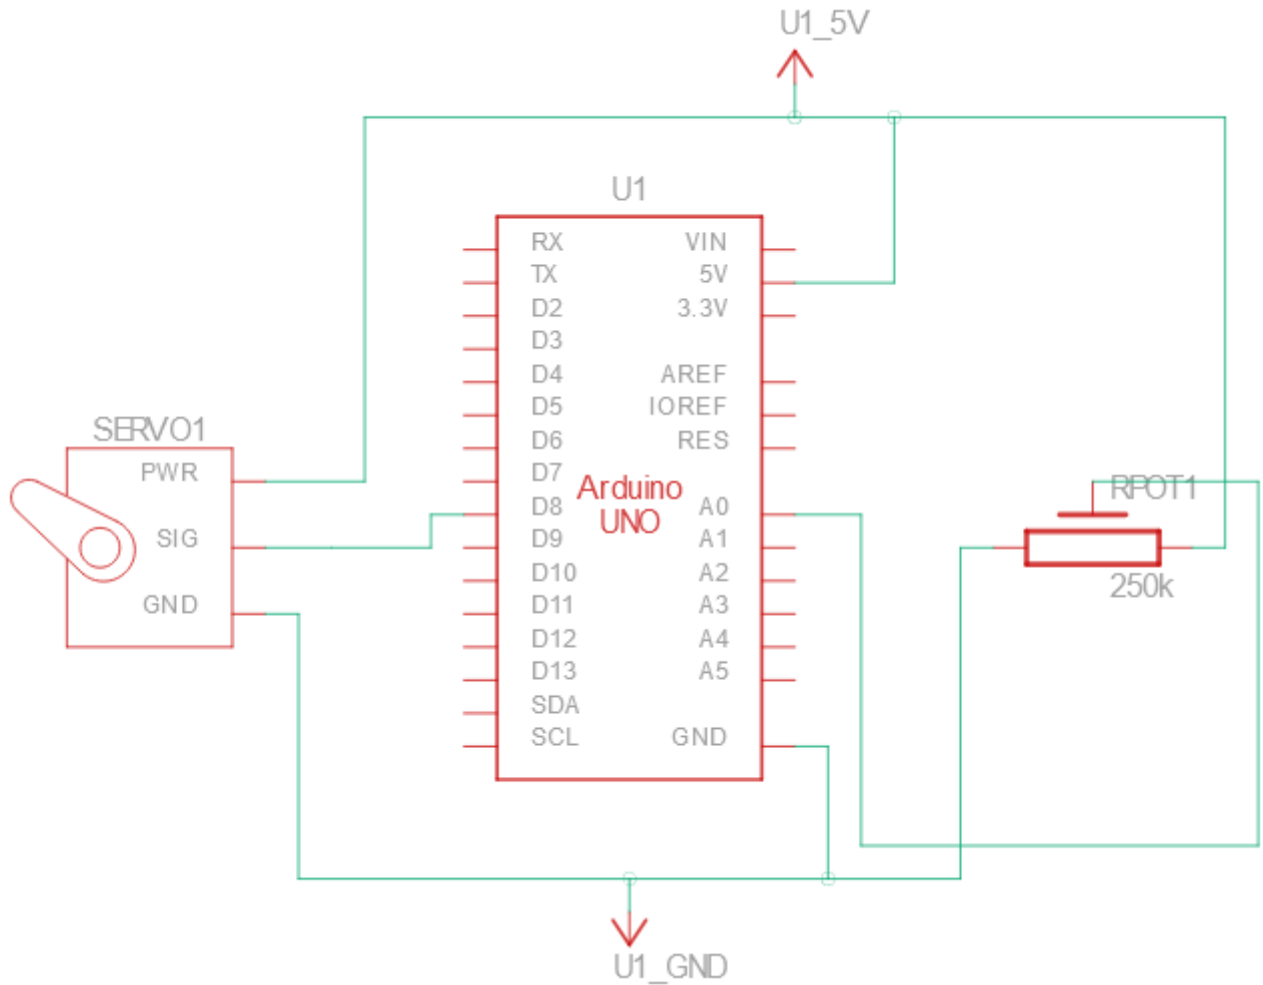 U1_5V
U1
RX
TX
D2
D3
D4
D5
D6
D7
D8
D9
D10
D11
D12
D13
SDA
SCL
VIN
5V
3.3V
AREF
IOREF
RES
A0
A1
A2
A3
A4
A5
GND
Arduino
UNO
SERVO1
PWR
SIG
GND
RPOT1
250k
U1_GND